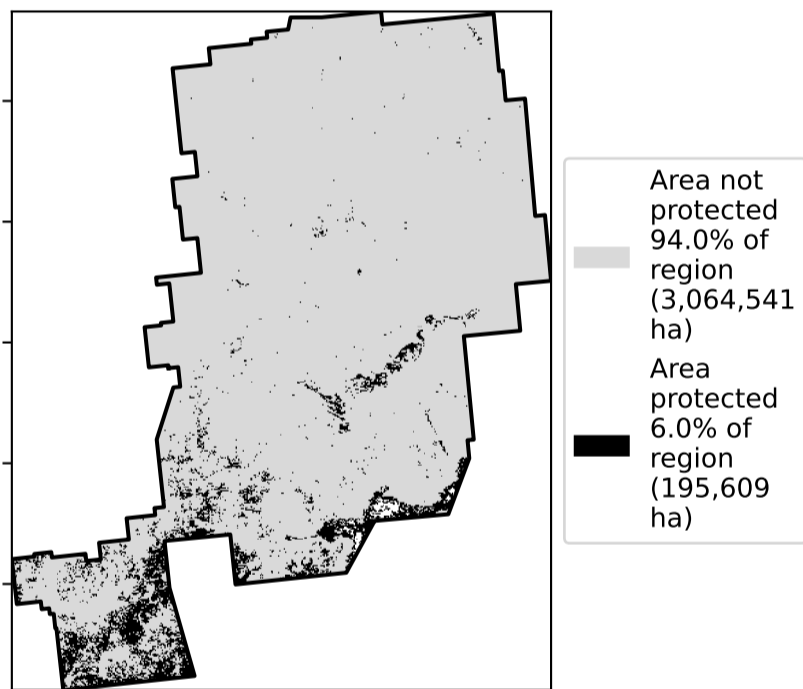 Area not
protected
94.0% of
region
(3,064,541
ha)
Area
protected
6.0% of
region
(195,609
ha)